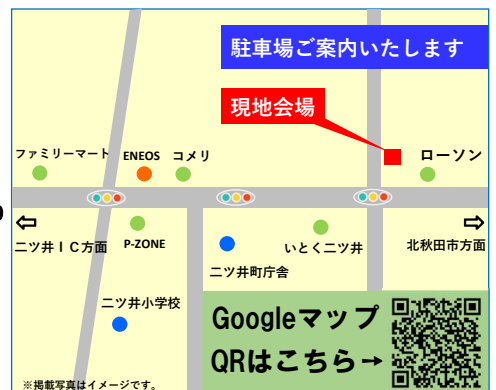 駐車場ご案内いたします
現地会場
ファミリーマート
ENEOS
コメリ
ローソン
二ツ井IC方面
P-ZONE
いとく二ツ井
北秋田市方面
二ツ井町庁舎
二ツ井小学校
Googleマップ
QRはこちら→
※掲載写真はイメージです。